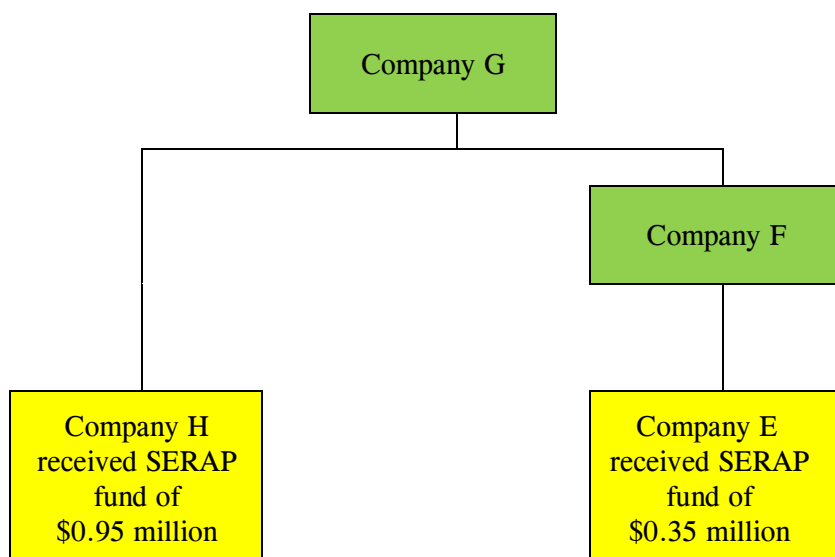 Company G
Company F
Company H
received SERAP
fund of
$0.95 million
Company E
received SERAP
fund of
$0.35 million